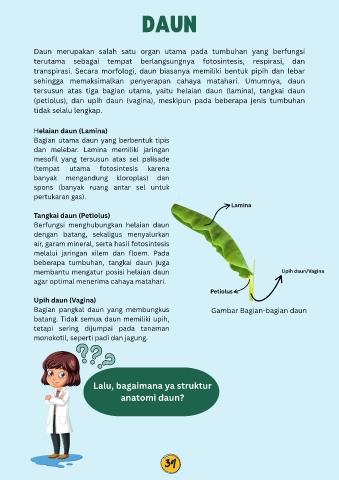 DAUN
Daun merupakan salah satu organ utama pada tumbuhan yang berfungsi
terutama sebagai tempat berlangsungnya fotosintesis, respirasi, dan
transpirasi. Secara morfologi, daun biasanya memiliki bentuk pipih dan lebar
sehingga memaksimalkan penyerapan cahaya matahari. Umumnya, daun
tersusun atas tiga bagian utama, yaitu helaian daun (lamina), tangkai daun
(petiolus), dan upih daun (vagina), meskipun pada beberapa jenis tumbuhan
tidak selalu lengkap.
Helaian daun (Lamina)
Bagian utama daun yang berbentuk tipis
dan melebar. Lamina memiliki jaringan
mesofil yang tersusun atas sel palisade
(tempat utama fotosintesis karena
banyak mengandung kloroplas) dan
spons (banyak ruang antar sel untuk
pertukaran gas).
Tangkai daun (Petiolus)
Berfungsi menghubungkan helaian daun
dengan batang, sekaligus menyalurkan
air, garam mineral, serta hasil fotosintesis
melalui jaringan xilem dan floem. Pada
beberapa tumbuhan, tangkai daun juga
membantu mengatur posisi helaian daun
agar optimal menerima cahaya matahari.
Upih daun (Vagina)
Bagian pangkal daun yang membungkus
batang. Tidak semua daun memiliki upih,
tetapi sering dijumpai pada tanaman
monokotil, seperti padi dan jagung.
Lamina
Upih daun/Vagina
Petiolus
Gambar Bagian-bagian daun
???
Lalu, bagaimana ya struktur
anatomi daun?
37